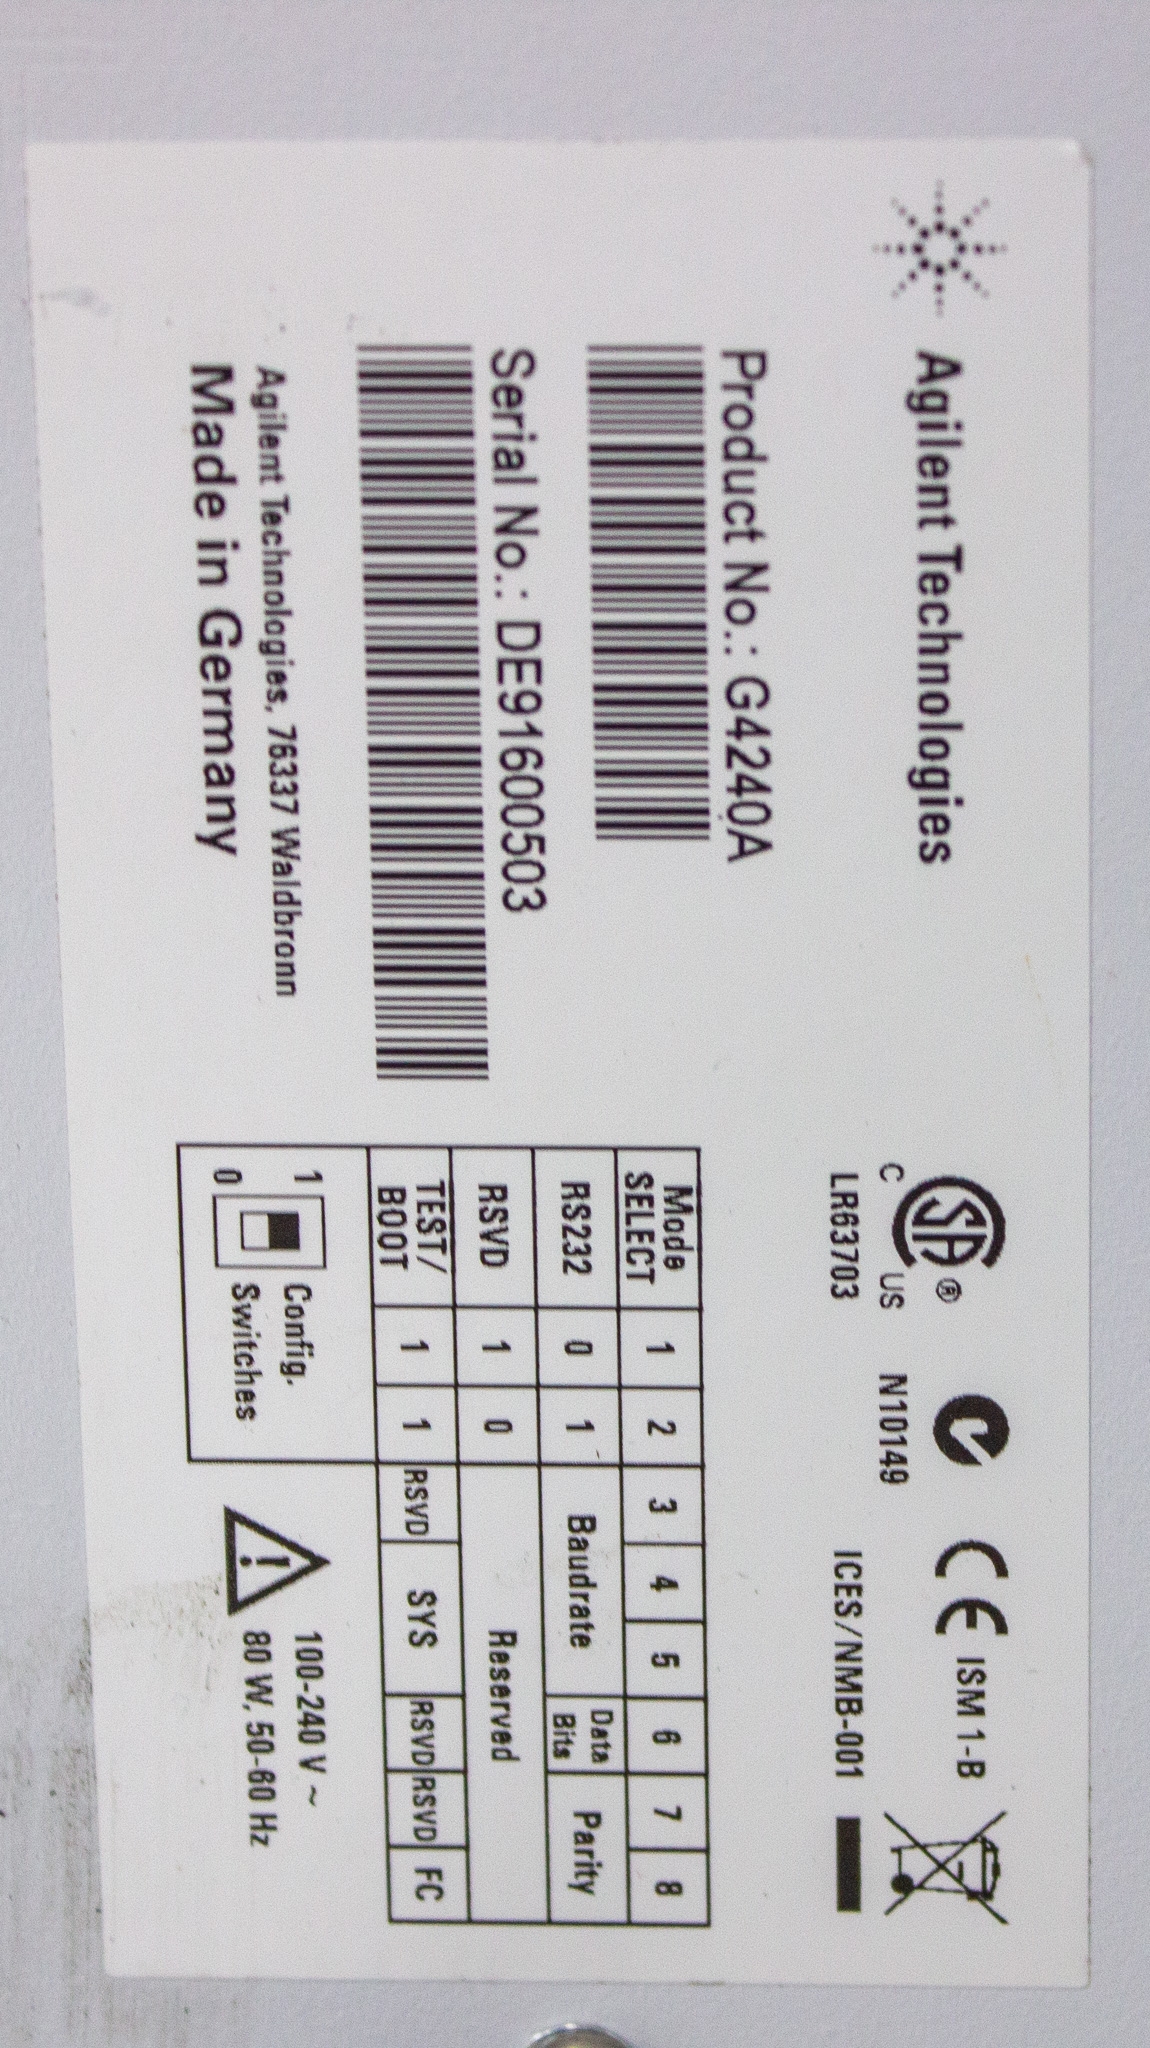 Agilent Technologies
Product No.: G4240A
Serial No.: DE91600503
Agilent Technologies, 76337 Waldbronn
Made in Germany
SA ®
C US
LR63703
N10149
CE ISM 1-B
ICES/NMB-001
Mode SELECT 1 2 3 4 5 6 7 8
RS232 0 1 Baudrate Data Bits Parity
RSVD 1 0 Reserved
TEST/ BOOT 1 1 RSVD SYS RSVD RSVD FC
1 Config.
0 Switches
100-240 V ~
80 W, 50-60 Hz